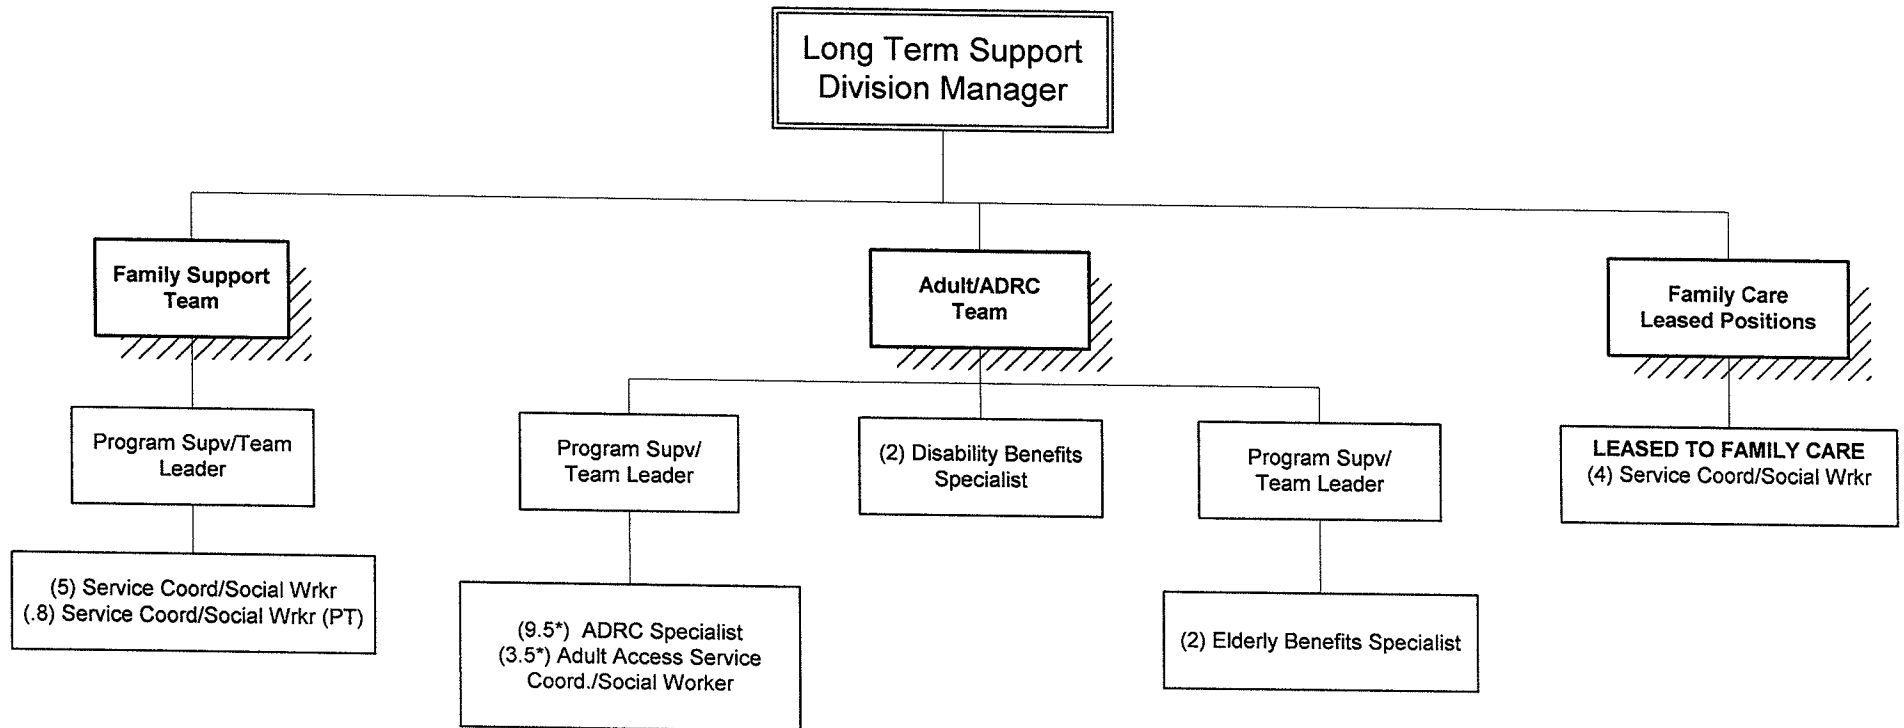 Long Term Support
Division Manager
Family Support
Team
Adult/ADRC
Team
Family Care
Leased Positions
Program Supv/Team
Leader
Program Supv/
Team Leader
(2) Disability Benefits
Specialist
Program Supv/
Team Leader
LEASED TO FAMILY CARE
(4) Service Coord/Social Wrkr
(5) Service Coord/Social Wrkr
(.8) Service Coord/Social Wrkr (PT)
(9.5*) ADRC Specialist
(3.5*) Adult Access Service
Coord./Social Worker
(2) Elderly Benefits Specialist